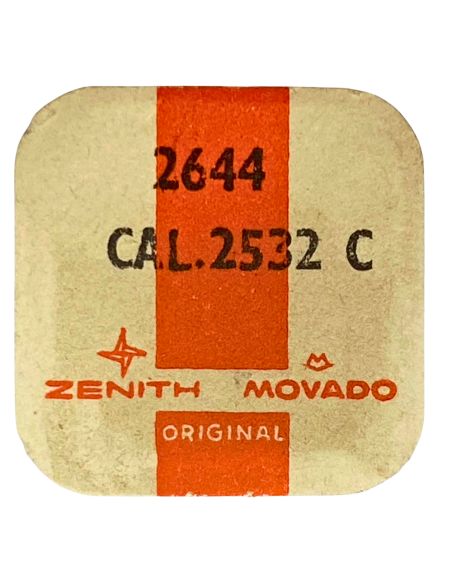 2644
CAL.2532 C
ZENITH MOVADO
ORIGINAL